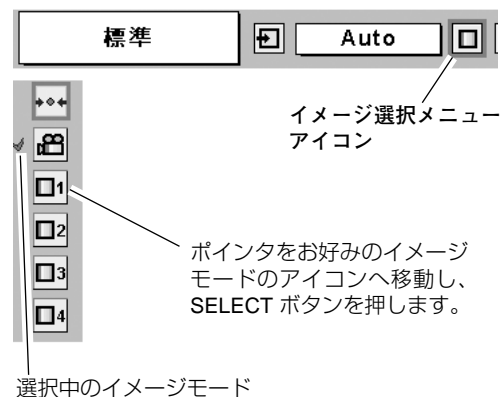 標準
Auto
イメージ選択メニュー
アイコン
1
2
3
4
ポインタをお好みのイメージ
モードのアイコンへ移動し、
SELECT ボタンを押します。
選択中のイメージモード